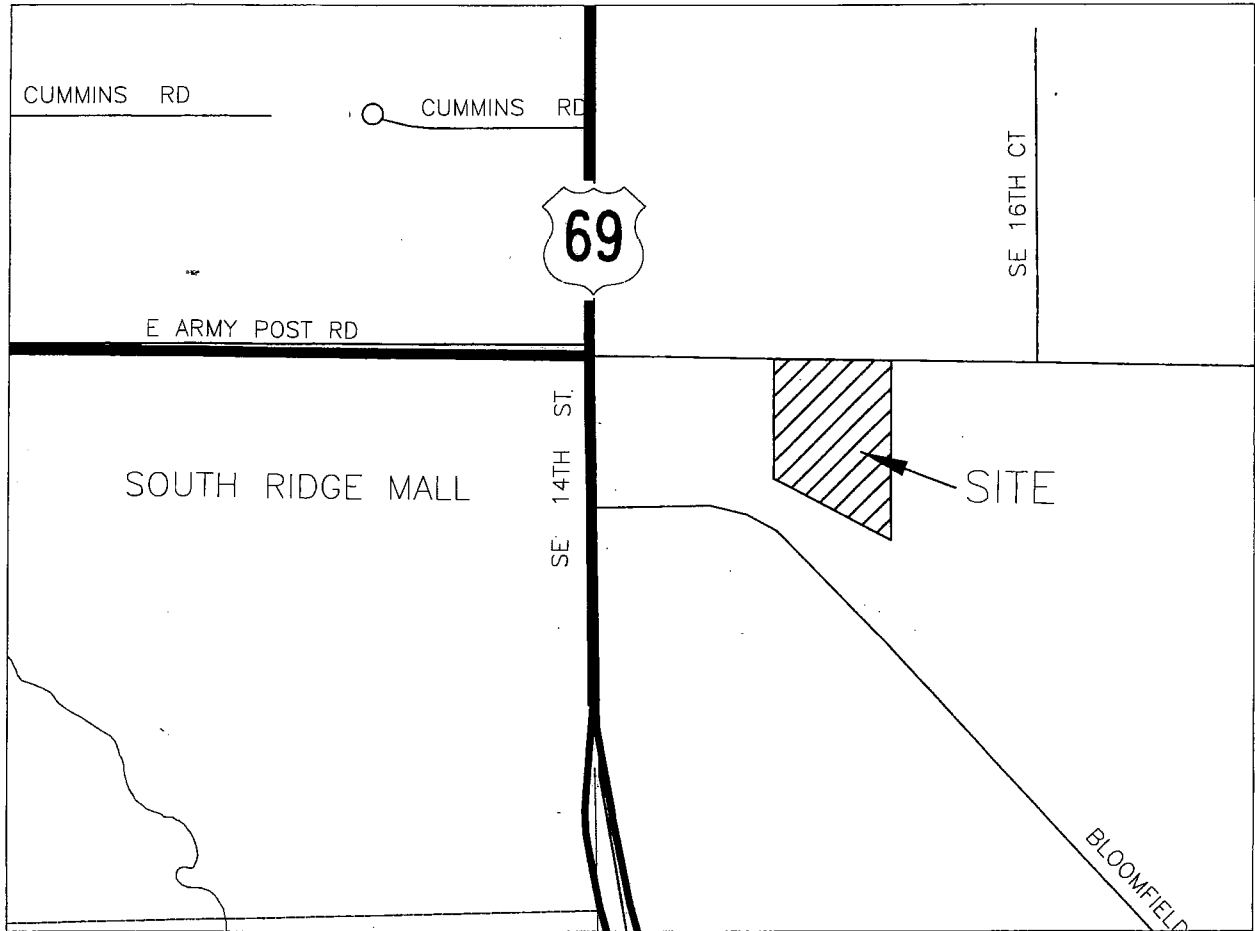 CUMMINS RD
CUMMINS RD
SE 16TH CT
69
E ARMY POST RD
SE 14TH ST.
SOUTH RIDGE MALL
SITE
BLOOMFIELD